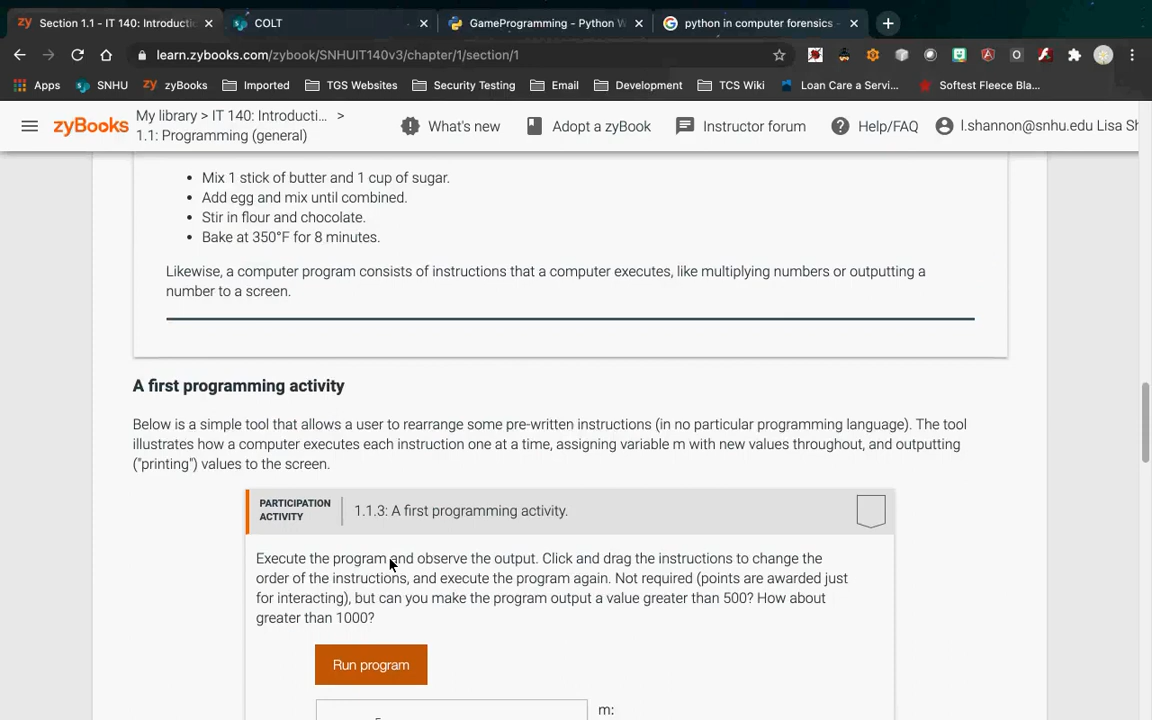 Section 1.1 - IT 140: Introducti
COLT
GameProgramming - Python W
python in computer forensics -
learn.zybooks.com/zybook/SNHUIT140v3/chapter/1/section/1
Apps
SNHU
zyBooks
Imported
TGS Websites
Security Testing
Email
Development
TCS Wiki
Loan Care a Servi...
Softest Fleece Bla...
zyBooks
My library > IT 140: Introducti... >
1.1: Programming (general)
What's new
Adopt a zyBook
Instructor forum
Help/FAQ
l.shannon@snhu.edu Lisa Sh
• Mix 1 stick of butter and 1 cup of sugar.
• Add egg and mix until combined.
• Stir in flour and chocolate.
• Bake at 350°F for 8 minutes.
Likewise, a computer program consists of instructions that a computer executes, like multiplying numbers or outputting a
number to a screen.
A first programming activity
Below is a simple tool that allows a user to rearrange some pre-written instructions (in no particular programming language). The tool
illustrates how a computer executes each instruction one at a time, assigning variable m with new values throughout, and outputting
("printing") values to the screen.
PARTICIPATION
ACTIVITY
1.1.3: A first programming activity.
Execute the program and observe the output. Click and drag the instructions to change the
order of the instructions, and execute the program again. Not required (points are awarded just
for interacting), but can you make the program output a value greater than 500? How about
greater than 1000?
Run program
m: